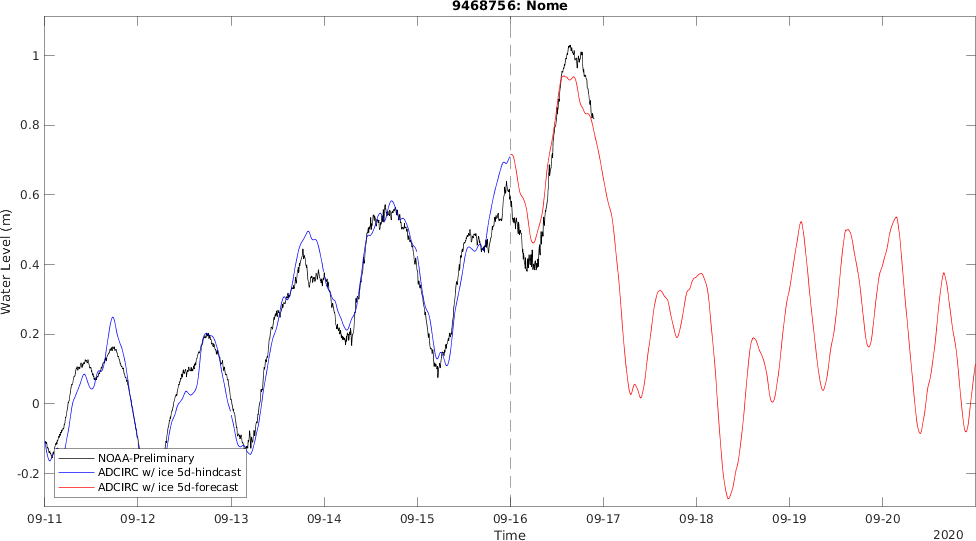 9468756: Nome
Water Level (m)
1
0.8
0.6
0.4
0.2
0
-0.2
NOAA-Preliminary
ADCIRC w/ ice 5d-hindcast
ADCIRC w/ ice 5d-forecast
09-11 09-12 09-13 09-14 09-15 09-16 09-17 09-18 09-19 09-20
Time
2020